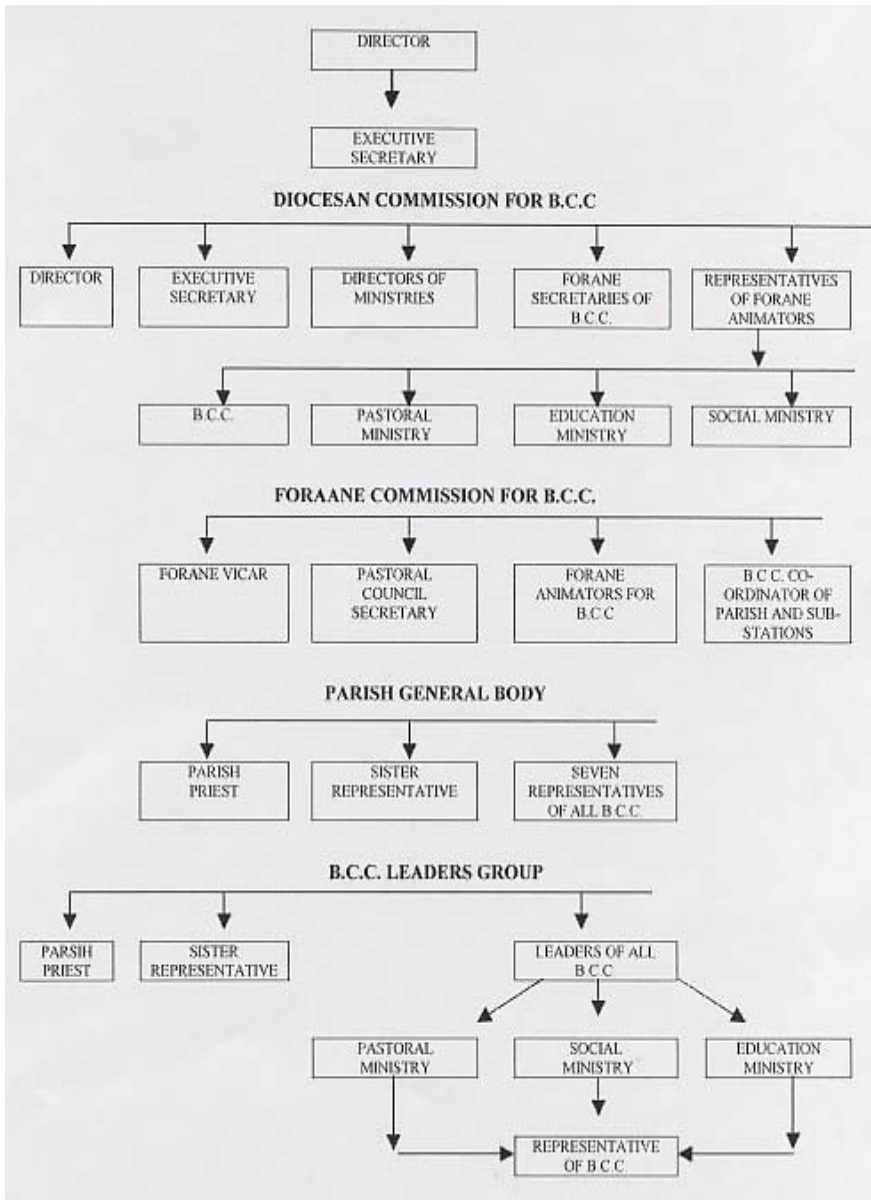 DIRECTOR
EXECUTIVE
SECRETARY
DIOCESAN COMMISSION FOR B.C.C
DIRECTOR
EXECUTIVE
SECRETARY
DIRECTORS OF
MINISTRIES
FORANE
SECRETARIES OF
B.C.C.
REPRESENTATIVES
OF FORANE
ANIMATORS
B.C.C.
PASTORAL
MINISTRY
EDUCATION
MINISTRY
SOCIAL MINISTRY
FORAANE COMMISSION FOR B.C.C.
FORANE VICAR
PASTORAL
COUNCIL
SECRETARY
FORANE
ANIMATORS FOR
B.C.C
B.C C. CO-
ORDINATOR OF
PARISH AND SUB-
STATIONS
PARISH GENERAL BODY
PARISH
PRIEST
SISTER
REPRESENTATIVE
SEVEN
REPRESENTATIVES
OF ALL B.C.C.
B.C.C. LEADERS GROUP
PARSIH
PRIEST
SISTER
REPRESENTATIVE
LEADERS OF ALL
B.C.C
PASTORAL
MINISTRY
SOCIAL
MINISTRY
EDUCATION
MINISTRY
REPRESENTATIVE
OF B.C.C.